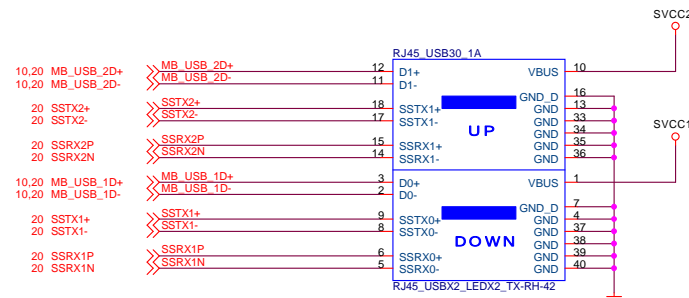 SVCC2
RJ45_USB30_1A
10,20 MB_USB_2D+ MB_USB_2D+ 12 D1+ VBUS 10
10,20 MB_USB_2D- MB_USB_2D- 11 D1-
GND_D 16
20 SSTX2+ SSTX2+ 18 SSTX1+ GND 13
20 SSTX2- SSTX2- 17 SSTX1- GND 33
UP GND 34
20 SSRX2P SSRX2P 15 SSRX1+ GND 35
20 SSRX2N SSRX2N 14 SSRX1- GND 36
SVCC1
10,20 MB_USB_1D+ MB_USB_1D+ 3 D0+ VBUS 1
10,20 MB_USB_1D- MB_USB_1D- 2 D0-
GND_D 7
20 SSTX1+ SSTX1+ 9 SSTX0+ GND 4
20 SSTX1- SSTX1- 8 SSTX0- GND 37
DOWN GND 38
20 SSRX1P SSRX1P 6 SSRX0+ GND 39
20 SSRX1N SSRX1N 5 SSRX0- GND 40
RJ45_USBX2_LEDX2_TX-RH-42